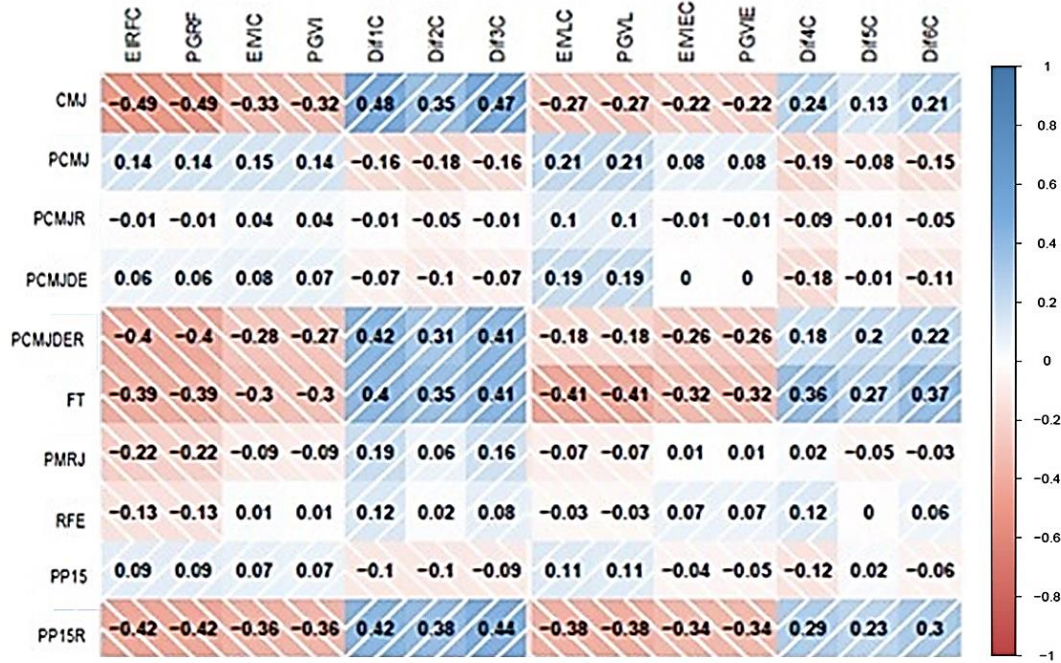 EIRFC PGRF EIVIC PGVI Dif1C Dif2C Dif3C EIVLC PGVL EIVIEC PGVIE Dif4C Dif5C Dif6C
CMJ −0.49 −0.49 −0.33 −0.32 0.48 0.35 0.47 −0.27 −0.27 −0.22 −0.22 0.24 0.13 0.21
PCMJ 0.14 0.14 0.15 0.14 −0.16 −0.18 −0.16 0.21 0.21 0.08 0.08 −0.19 −0.08 −0.15
PCMJR −0.01 −0.01 0.04 0.04 −0.01 −0.05 −0.01 0.1 0.1 −0.01 −0.01 −0.09 −0.01 −0.05
PCMJDE 0.06 0.06 0.08 0.07 −0.07 −0.1 −0.07 0.19 0.19 0 0 −0.18 −0.01 −0.11
PCMJDER −0.4 −0.4 −0.28 −0.27 0.42 0.31 0.41 −0.18 −0.18 −0.26 −0.26 0.18 0.2 0.22
FT −0.39 −0.39 −0.3 −0.3 0.4 0.35 0.41 −0.41 −0.41 −0.32 −0.32 0.36 0.27 0.37
PMRJ −0.22 −0.22 −0.09 −0.09 0.19 0.06 0.16 −0.07 −0.07 0.01 0.01 0.02 −0.05 −0.03
RFE −0.13 −0.13 0.01 0.01 0.12 0.02 0.08 −0.03 −0.03 0.07 0.07 0.12 0 0.06
PP15 0.09 0.09 0.07 0.07 −0.1 −0.1 −0.09 0.11 0.11 −0.04 −0.05 −0.12 0.02 −0.06
PP15R −0.42 −0.42 −0.36 −0.36 0.42 0.38 0.44 −0.38 −0.38 −0.34 −0.34 0.29 0.23 0.3
1
0.8
0.6
0.4
0.2
0
−0.2
−0.4
−0.6
−0.8
−1